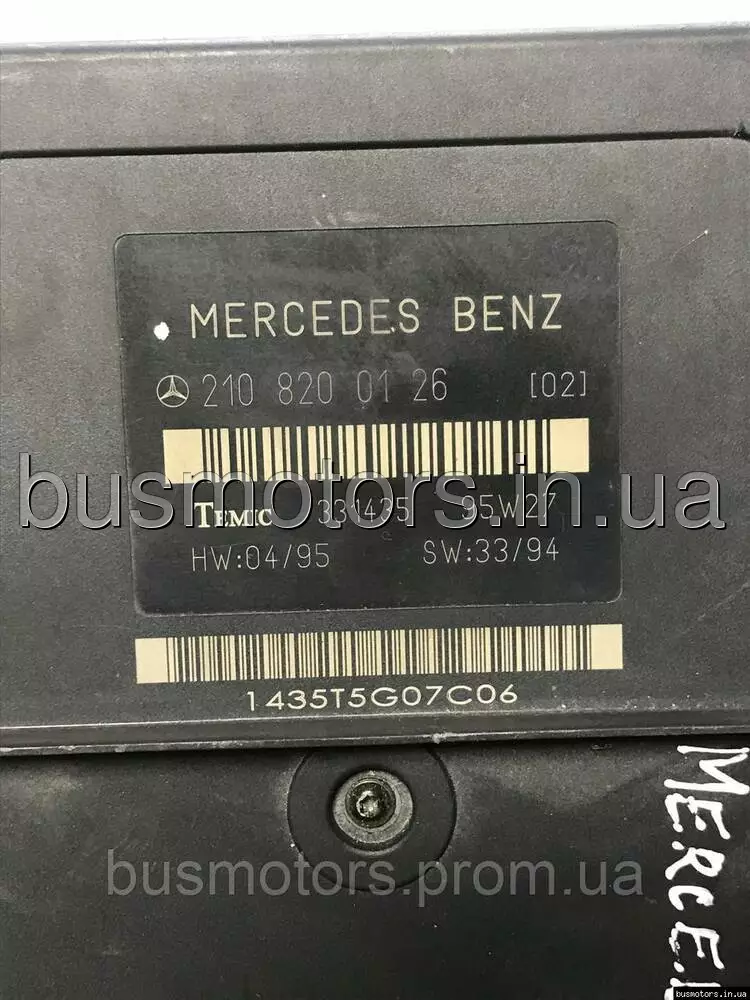 MERCEDES BENZ
210 820 01 26 [02]
busmotors.in.ua
TEMIC 331435 95W27
HW:04/95 SW:33/94
1435T5G07C06
MERCE
busmotors.prom.ua
busmotors.in.ua